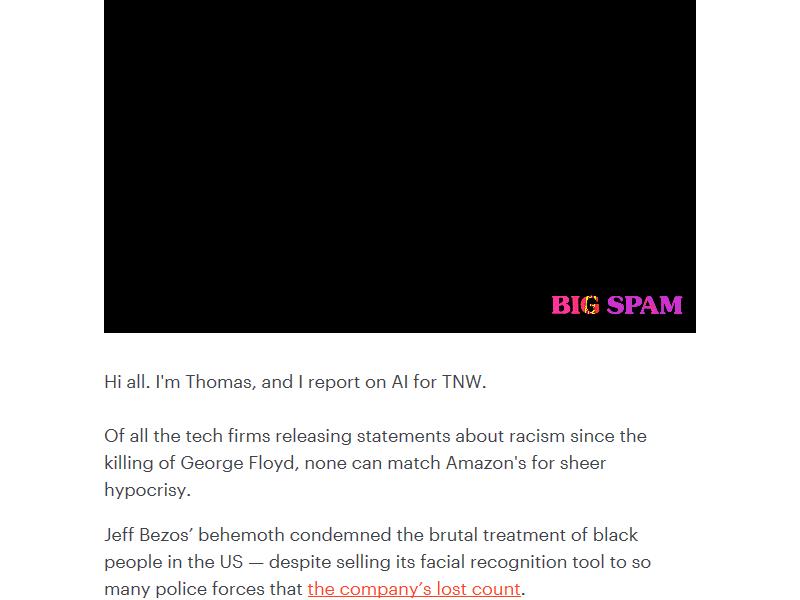 BIG SPAM
Hi all. I'm Thomas, and I report on AI for TNW.
Of all the tech firms releasing statements about racism since the
killing of George Floyd, none can match Amazon's for sheer
hypocrisy.
Jeff Bezos’ behemoth condemned the brutal treatment of black
people in the US — despite selling its facial recognition tool to so
many police forces that the company’s lost count.